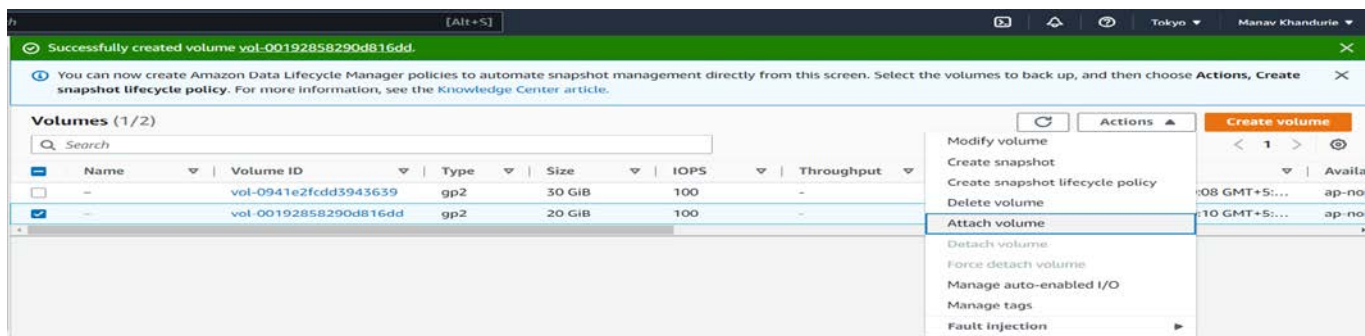 h [Alt+S] Tokyo ▼ Manav Khandurie ▼
Successfully created volume vol-00192858290d816dd.
You can now create Amazon Data Lifecycle Manager policies to automate snapshot management directly from this screen. Select the volumes to back up, and then choose Actions, Create
snapshot lifecycle policy. For more information, see the Knowledge Center article.
Volumes (1/2) Actions ▲ Create volume
Search < 1 >
Name Volume ID Type Size IOPS Throughput Availa
– vol-0941e2fcdd3943639 gp2 30 GiB 100 – :08 GMT+5:... ap-no
– vol-00192858290d816dd gp2 20 GiB 100 – :10 GMT+5:... ap-no
Modify volume
Create snapshot
Create snapshot lifecycle policy
Delete volume
Attach volume
Detach volume
Force detach volume
Manage auto-enabled I/O
Manage tags
Fault injection